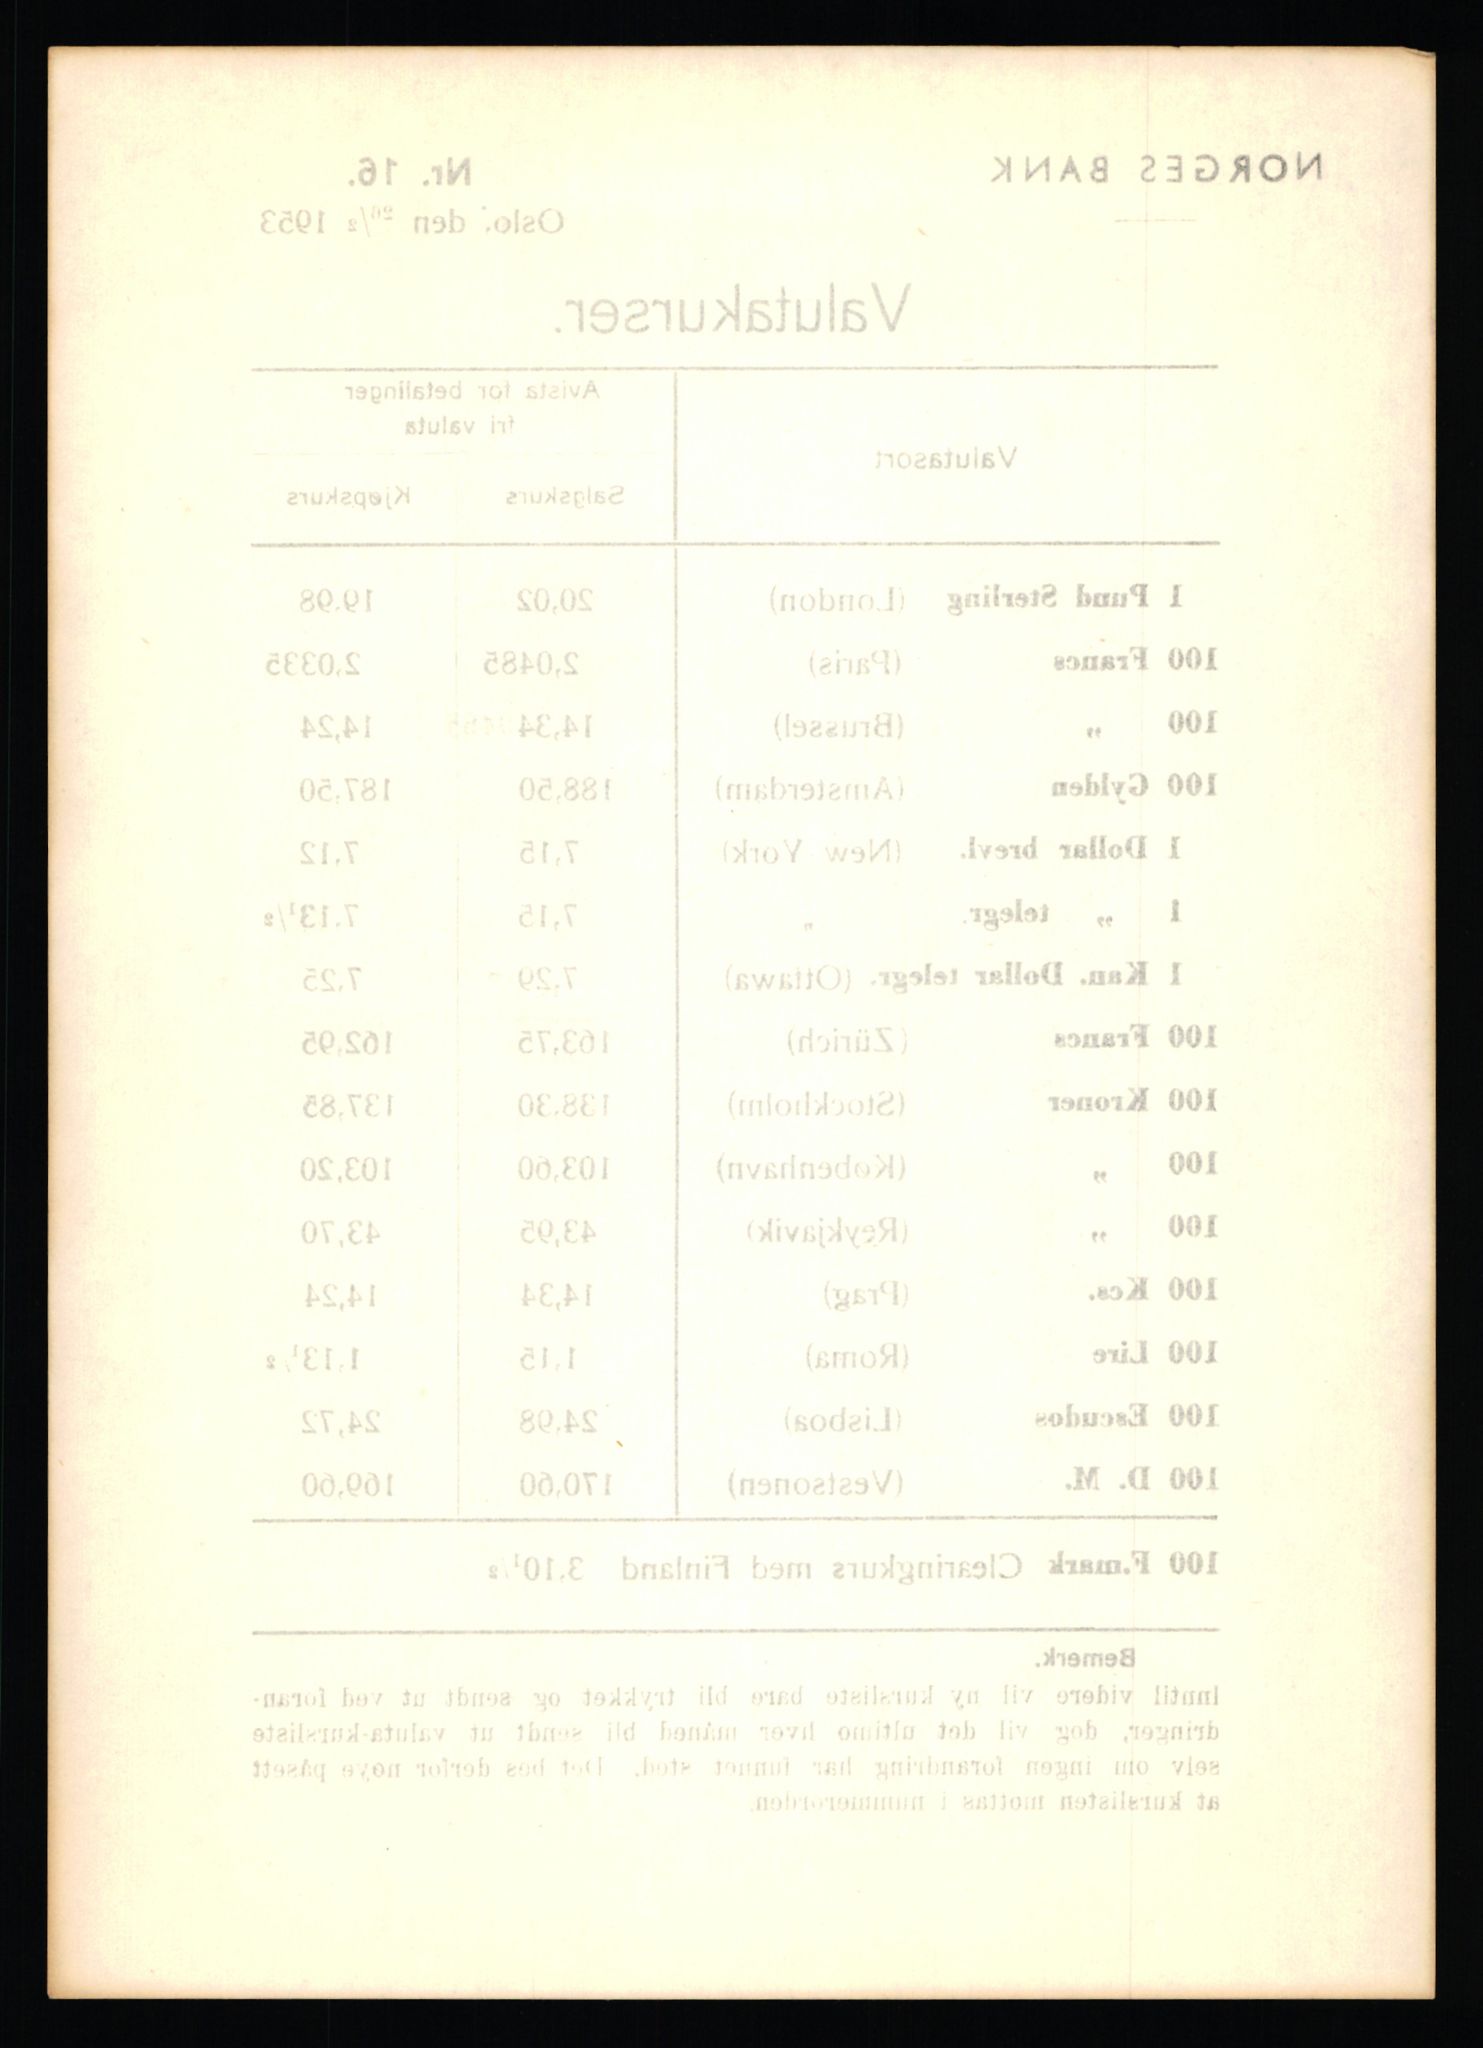 NORGES BANK
Nr. 16.
Oslo, den 20/2 1953
Valutakurser.
Valutasort
Avista for betalinger
fri valuta
Salgskurs Kjøpskurs
1 Pund Sterling (London) 20,02 19,98
100 Francs (Paris) 2,0485 2,0335
100 „ (Brussel) 14,34 14,24
100 Gylden (Amsterdam) 188,50 187,50
1 Dollar brevl. (New York) 7,15 7,12
1 „ telegr. „ 7,15 7,13 1/2
1 Kan. Dollar telegr. (Ottawa) 7,29 7,25
100 Francs (Zürich) 163,75 162,95
100 Kroner (Stockholm) 138,30 137,85
100 „ (København) 103,60 103,20
100 „ (Reykjavik) 43,95 43,70
100 Kcs. (Prag) 14,34 14,24
100 Lire (Roma) 1,15 1,13 1/2
100 Escudos (Lisboa) 24,98 24,72
100 D. M. (Vestsonen) 170,60 169,60
100 F.mark Clearingkurs med Finland 3,10 1/2
Bemerk.
Inntil videre vil ny kursliste bare bli trykket og sendt ut ved foran-
dringer, dog vil det ultimo hver måned bli sendt ut valuta-kursliste
selv om ingen forandring har funnet sted. Det bes derfor nøye påsett
at kurslisten mottas i nummerorden.